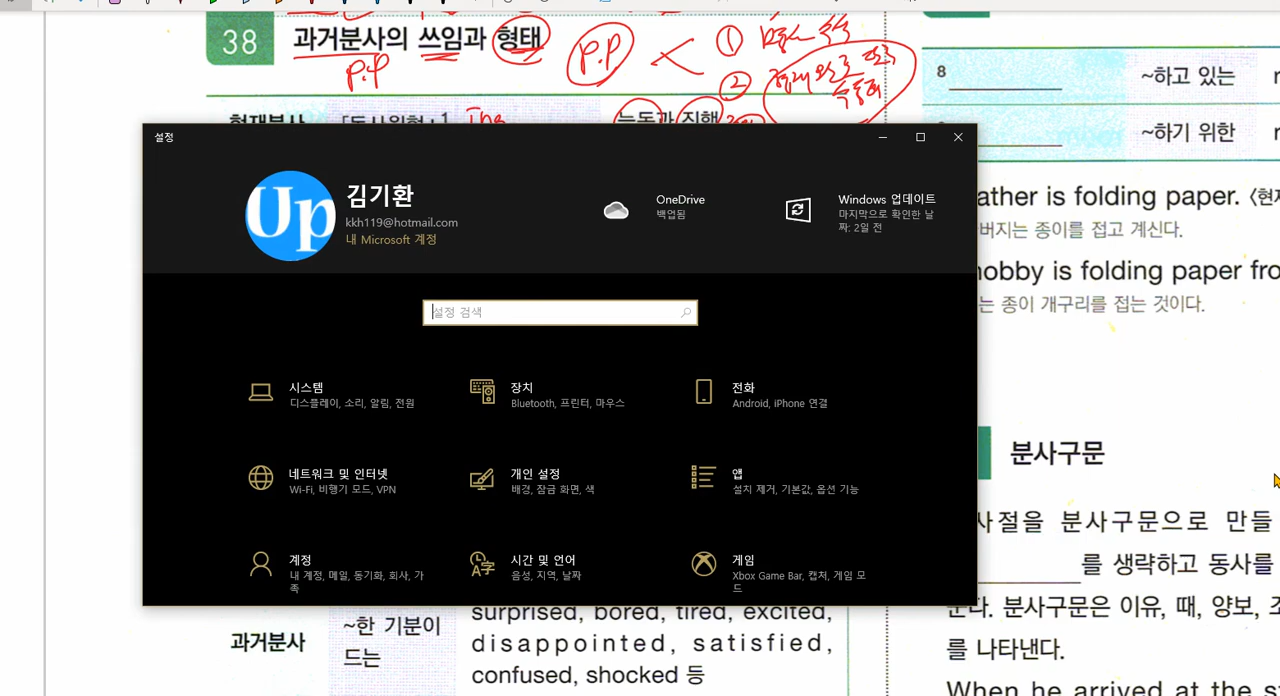 38 과거분사의 쓰임과 형태
p.p
p.p
①
②
ing
8
~하고 있는
~하기 위한
ather is folding paper.
버지는 종이를 접고 계신다.
hobby is folding paper fro
는 종이 개구리를 접는 것이다.
분사구문
사절을 분사구문으로 만들
를 생략하고 동사를
분사구문은 이유, 때, 양보,
를 나타낸다.
When he arrived at the
설정
김기환
kkh119@hotmail.com
내 Microsoft 계정
OneDrive
백업됨
Windows 업데이트
마지막으로 확인한 날
짜: 2일 전
설정 검색
시스템
디스플레이, 소리, 알림, 전원
장치
Bluetooth, 프린터, 마우스
전화
Android, iPhone 연결
네트워크 및 인터넷
Wi-Fi, 비행기 모드, VPN
개인 설정
배경, 잠금 화면, 색
앱
설치 제거, 기본값, 옵션 기능
계정
내 계정, 메일, 동기화, 회사, 가
족
시간 및 언어
음성, 지역, 날짜
게임
Xbox Game Bar, 캡처, 게임 모
드
과거분사
~한 기분이
드는
surprised, bored, tired, excited,
disappointed, satisfied,
confused, shocked 등